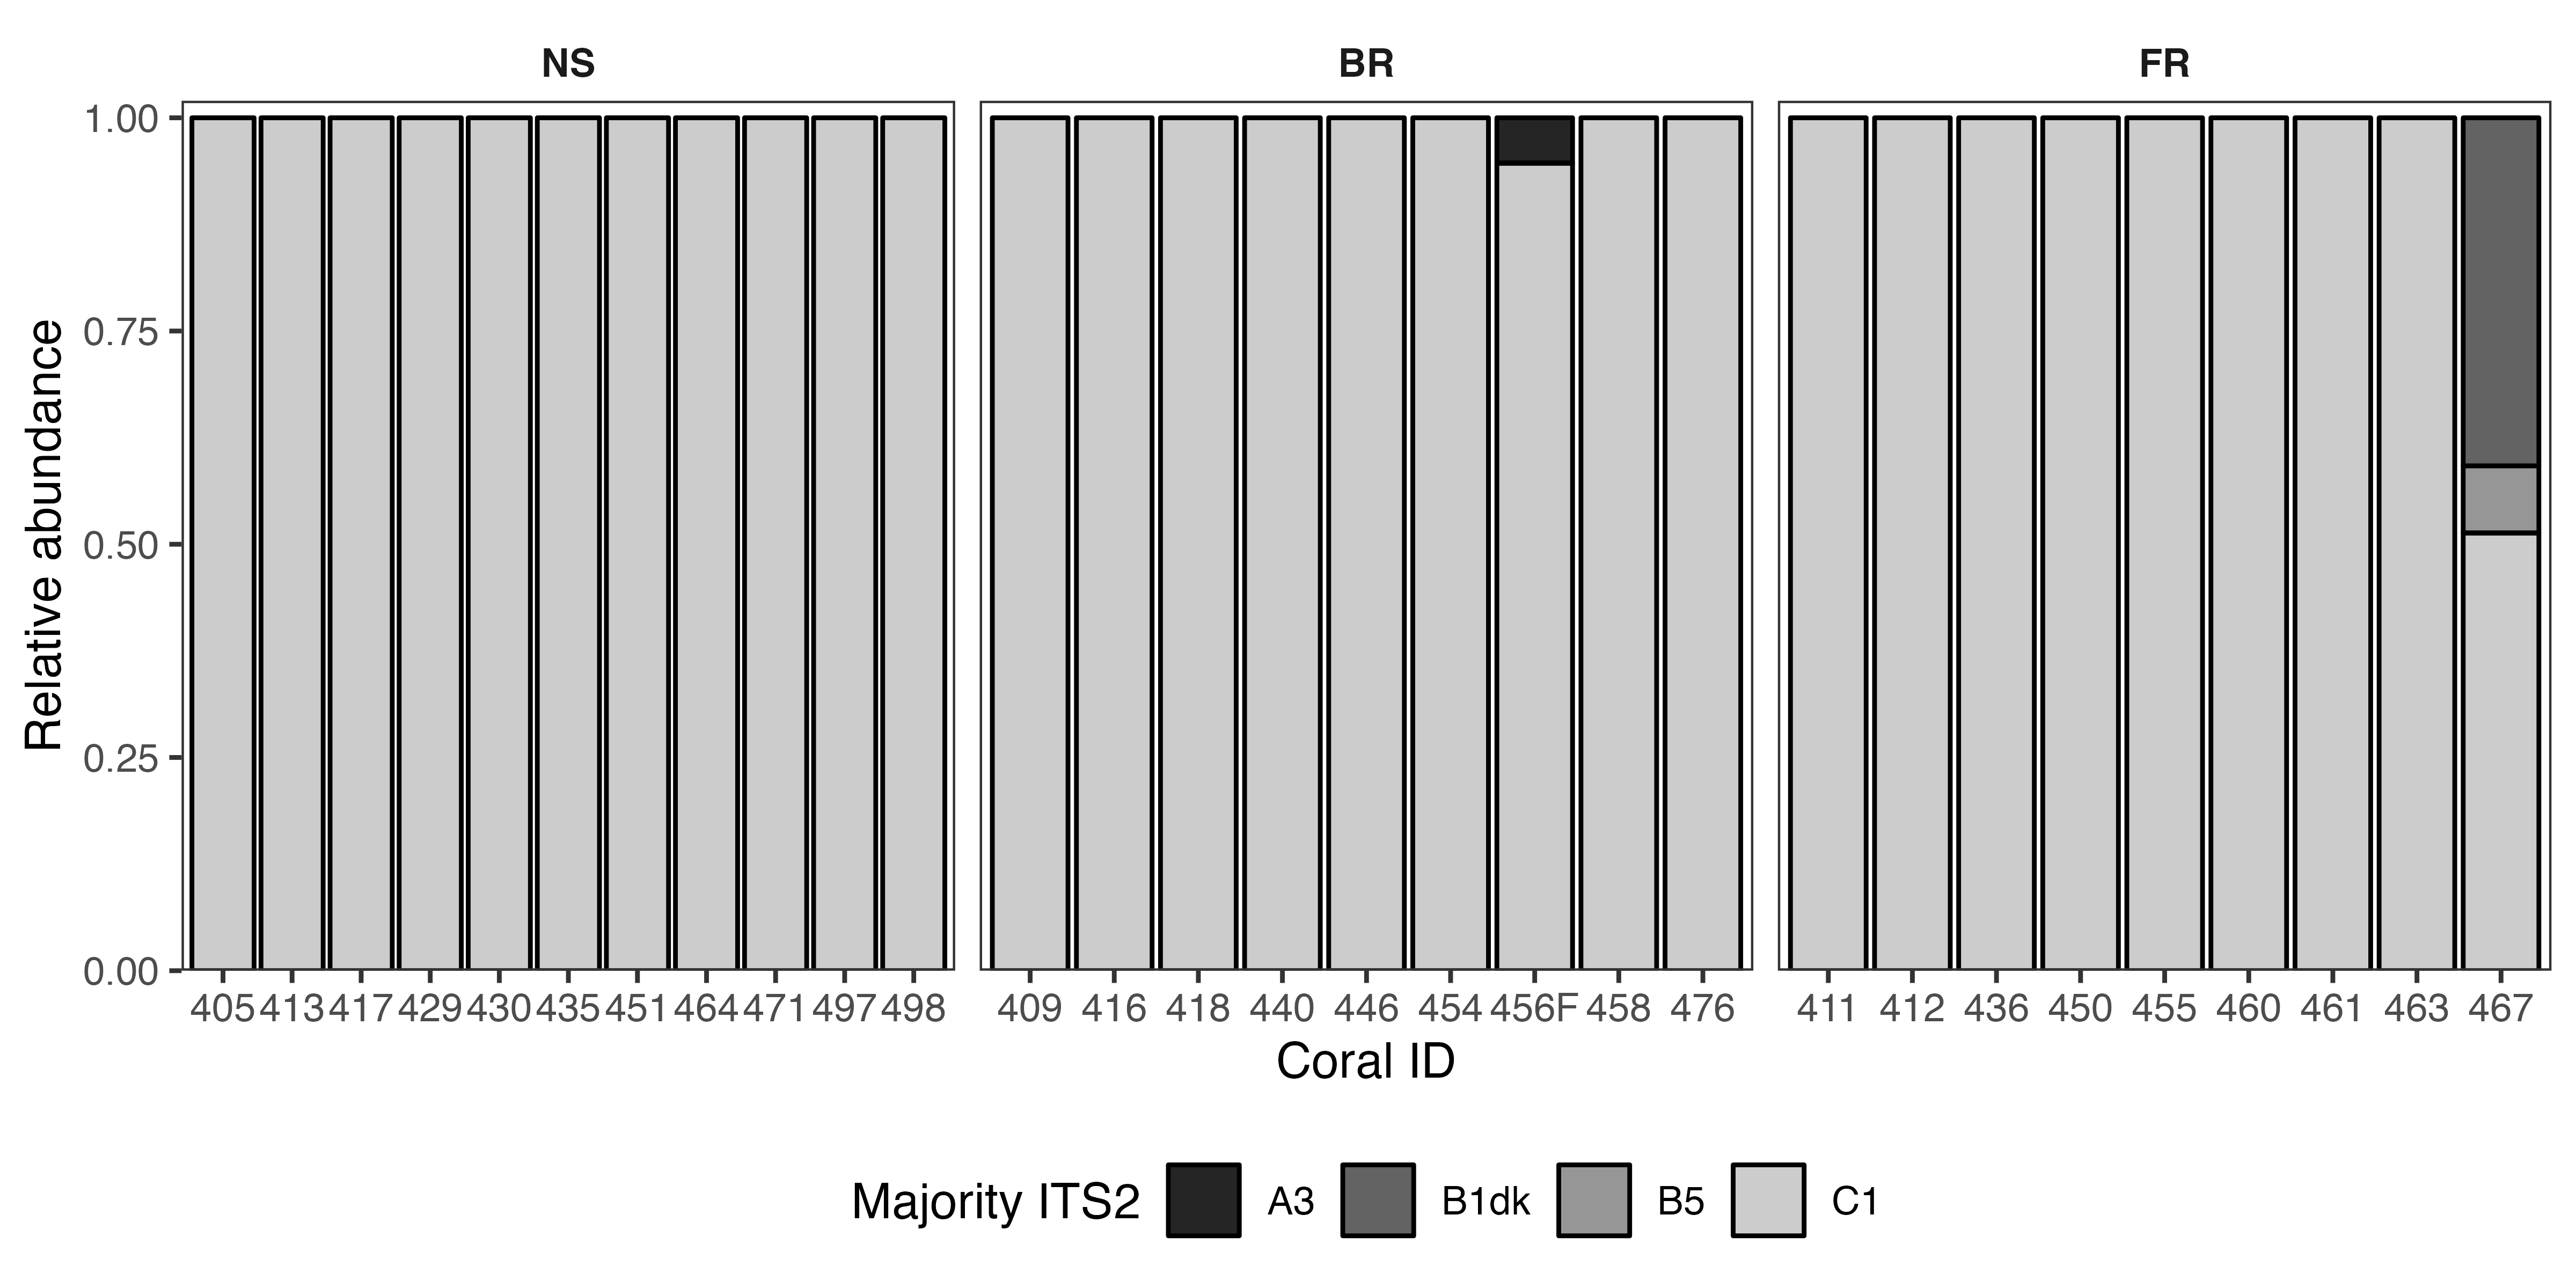 NS BR FR
1.00
0.75
0.50
0.25
0.00
Relative abundance
405 413 417 429 430 435 451 464 471 497 498 409 416 418 440 446 454 456F 458 476 411 412 436 450 455 460 461 463 467
Coral ID
Majority ITS2 A3 B1dk B5 C1